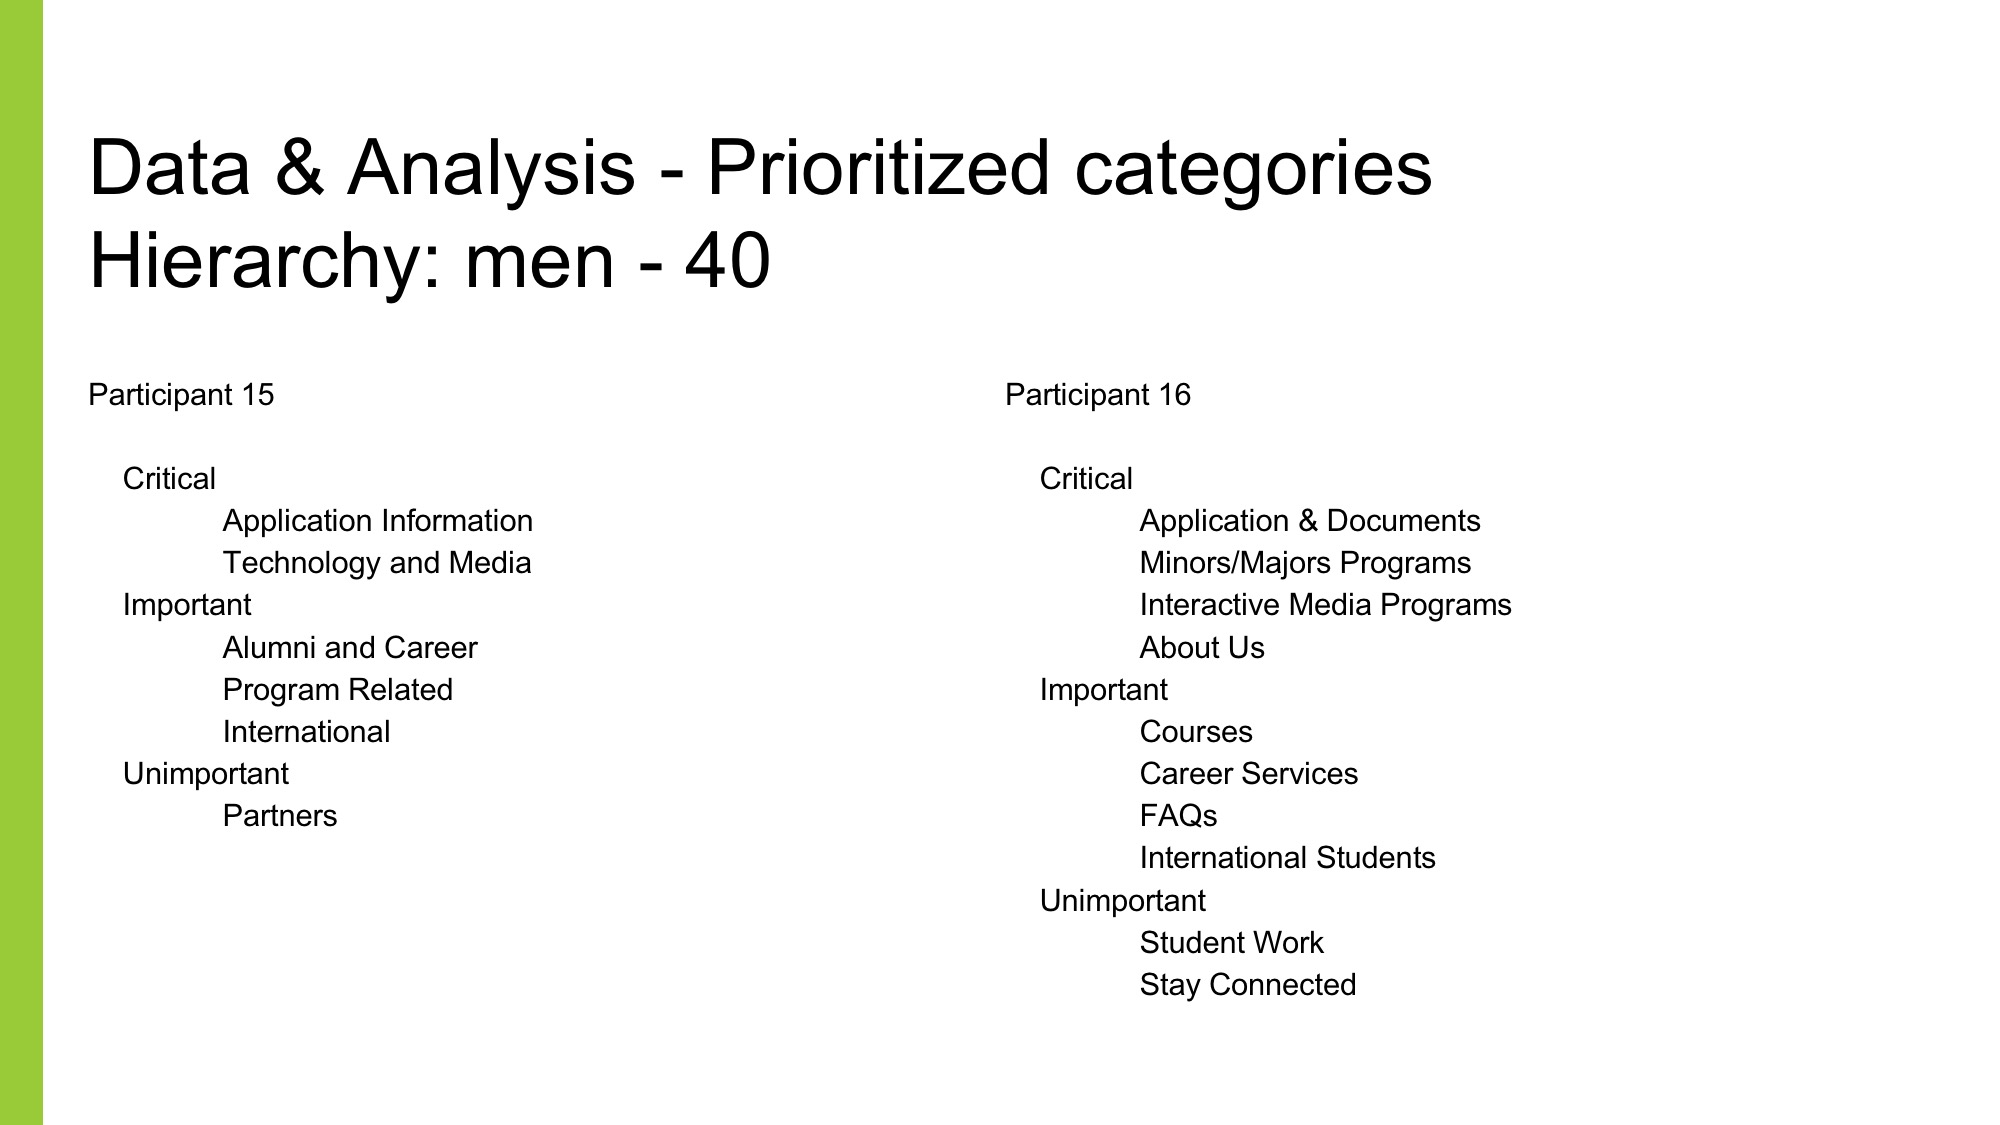 Data & Analysis - Prioritized categories
Hierarchy: men - 40
Participant 15
Critical
Application Information
Technology and Media
Important
Alumni and Career
Program Related
International
Unimportant
Partners
Participant 16
Critical
Application & Documents
Minors/Majors Programs
Interactive Media Programs
About Us
Important
Courses
Career Services
FAQs
International Students
Unimportant
Student Work
Stay Connected